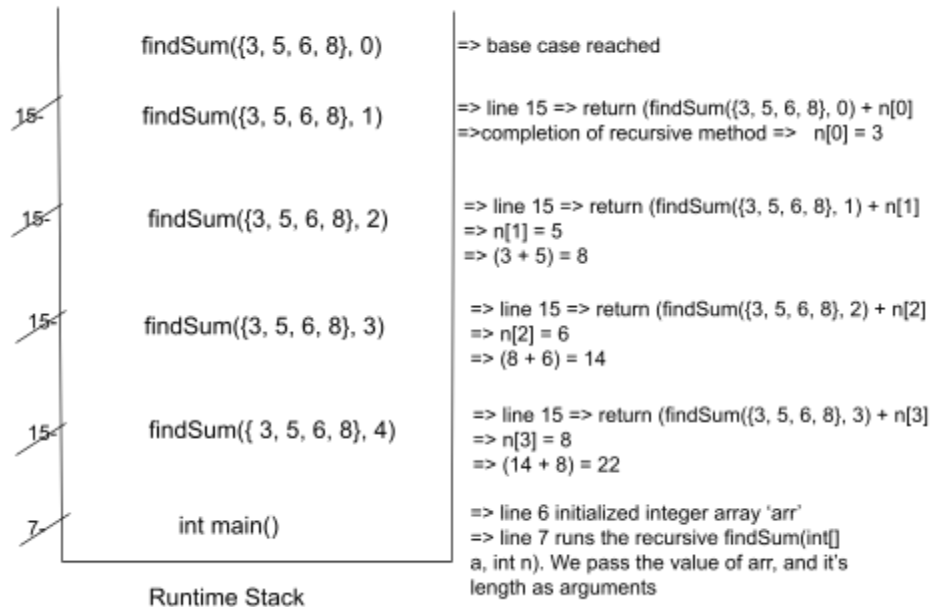 findSum({3, 5, 6, 8}, 0)
=> base case reached
15-
findSum({3, 5, 6, 8}, 1)
=> line 15 => return (findSum({3, 5, 6, 8}, 0) + n[0]
=>completion of recursive method => n[0] = 3
15-
findSum({3, 5, 6, 8}, 2)
=> line 15 => return (findSum({3, 5, 6, 8}, 1) + n[1]
=> n[1] = 5
=> (3 + 5) = 8
15-
findSum({3, 5, 6, 8}, 3)
=> line 15 => return (findSum({3, 5, 6, 8}, 2) + n[2]
=> n[2] = 6
=> (8 + 6) = 14
15-
findSum({ 3, 5, 6, 8}, 4)
=> line 15 => return (findSum({3, 5, 6, 8}, 3) + n[3]
=> n[3] = 8
=> (14 + 8) = 22
7-
int main()
=> line 6 initialized integer array ‘arr’
=> line 7 runs the recursive findSum(int[]
a, int n). We pass the value of arr, and it's
length as arguments
Runtime Stack